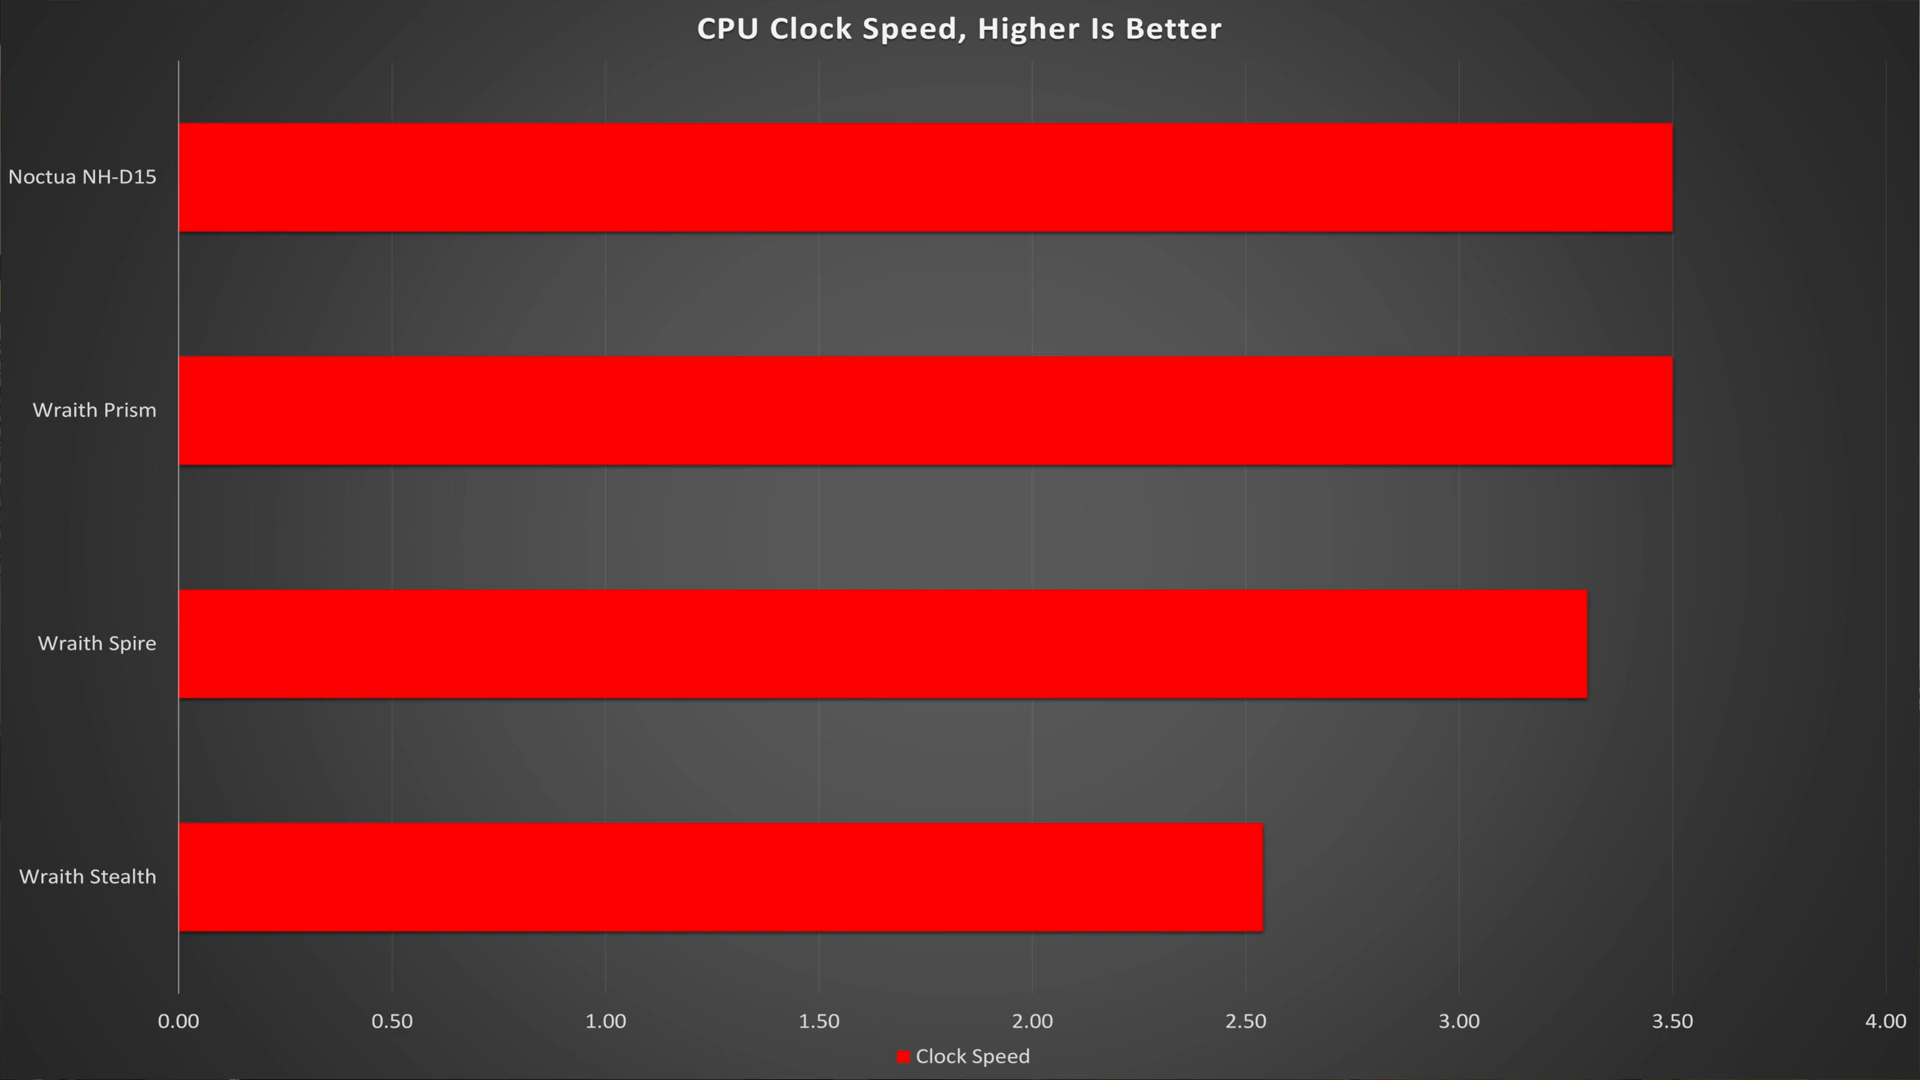 CPU Clock Speed, Higher Is Better
Noctua NH-D15
Wraith Prism
Wraith Spire
Wraith Stealth
0.00 0.50 1.00 1.50 2.00 2.50 3.00 3.50 4.00
Clock Speed